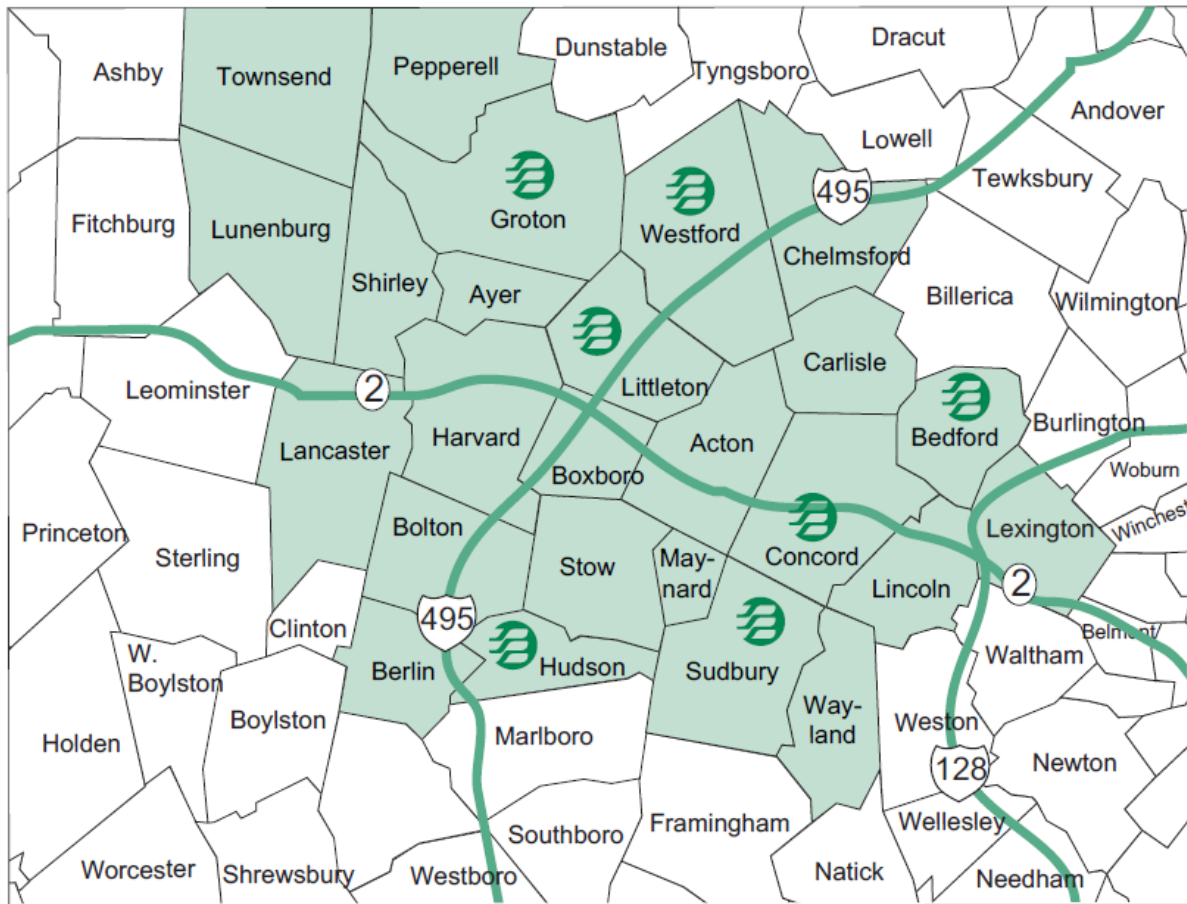 Ashby
Townsend
Pepperell
Dunstable
Tyngsboro
Dracut
Andover
Lowell
Tewksbury
Fitchburg
Lunenburg
Groton
Westford
495
Chelmsford
Shirley
Ayer
Billerica
Wilmington
Leominster
2
Littleton
Carlisle
Lancaster
Harvard
Boxboro
Acton
Bedford
Burlington
Woburn
Winchest
Princeton
Sterling
Bolton
Stow
May-
nard
Concord
Lincoln
Lexington
2
495
Clinton
W.
Boylston
Berlin
Hudson
Sudbury
Way-
land
Belmont/
Waltham
Weston
Holden
Boylston
Marlboro
128
Newton
Worcester
Shrewsbury
Westboro
Southboro
Framingham
Natick
Wellesley
Needham